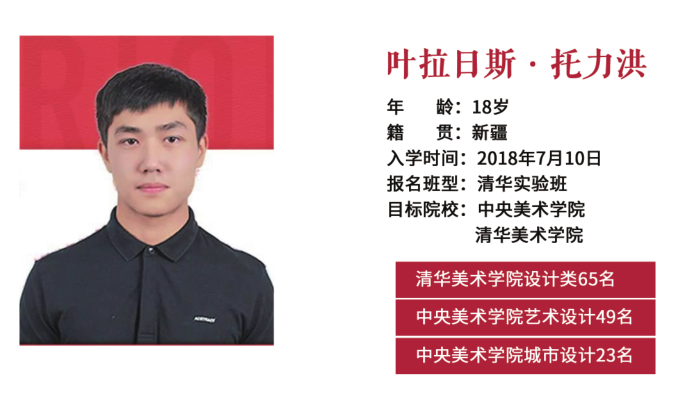 叶拉日斯·托力洪
年 龄：18岁
籍 贯：新疆
入学时间：2018年7月10日
报名班型：清华实验班
目标院校：中央美术学院
清华美术学院
清华美术学院设计类65名
中央美术学院艺术设计49名
中央美术学院城市设计23名